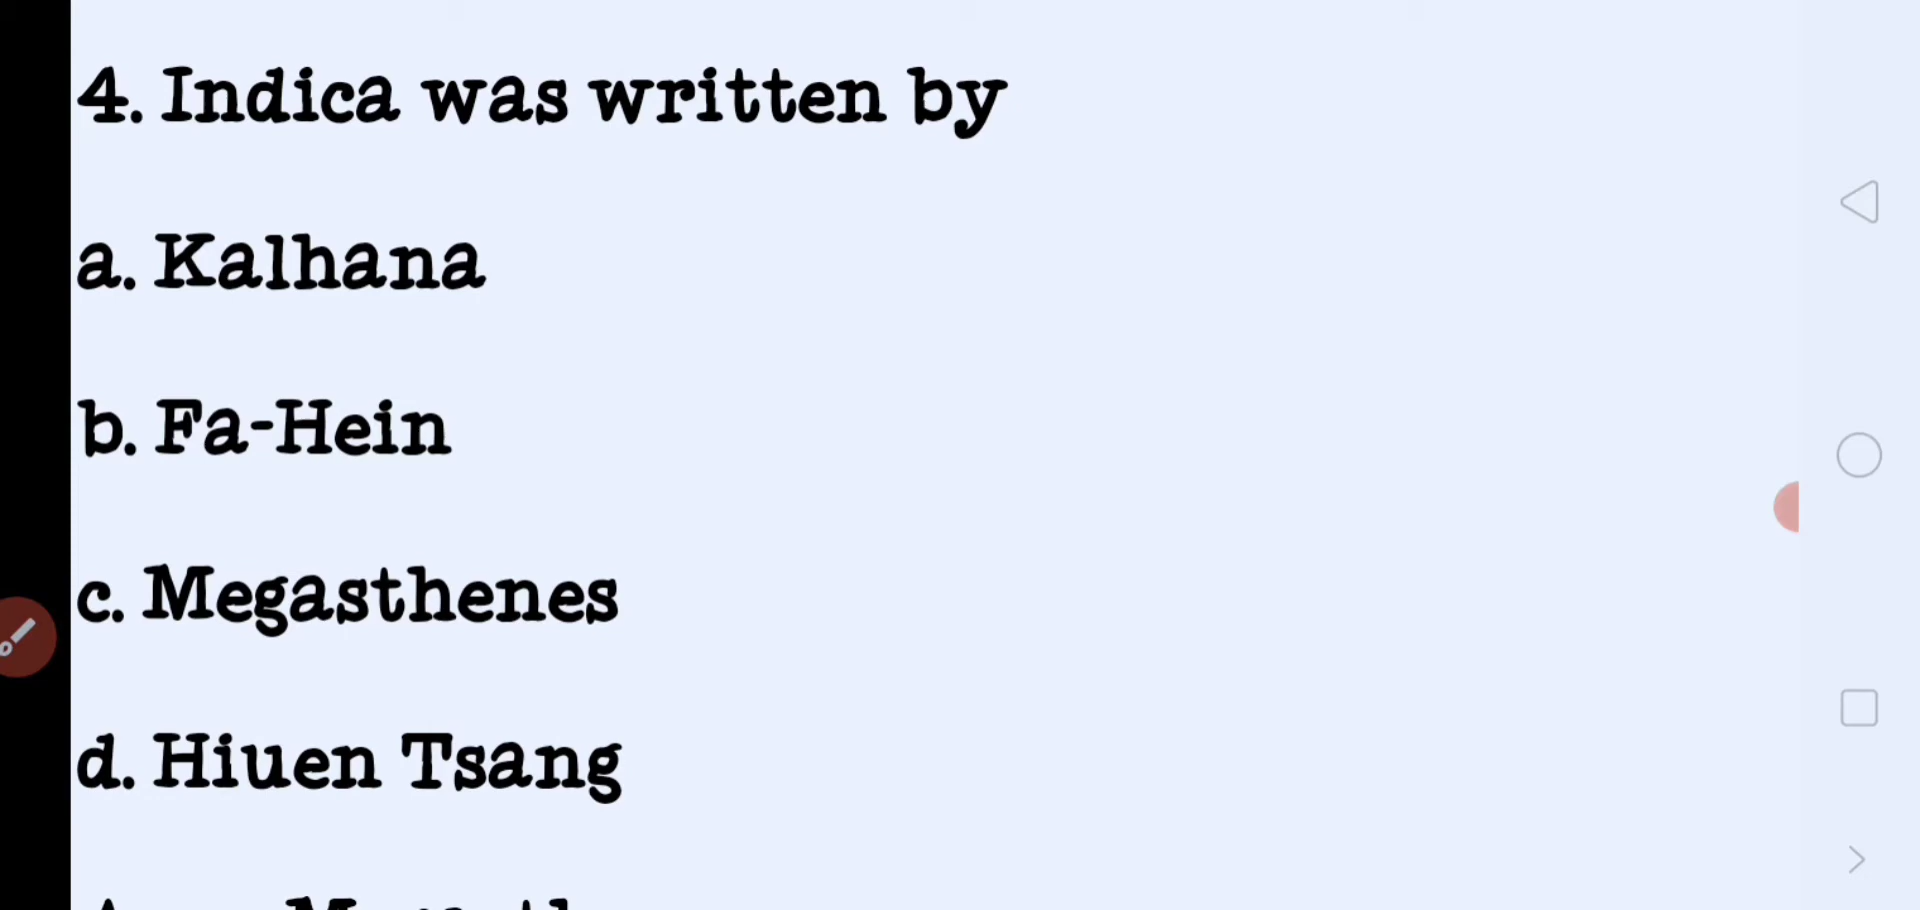 4. Indica was written by
a. Kalhana
b. Fa-Hein
c. Megasthenes
d. Hiuen Tsang